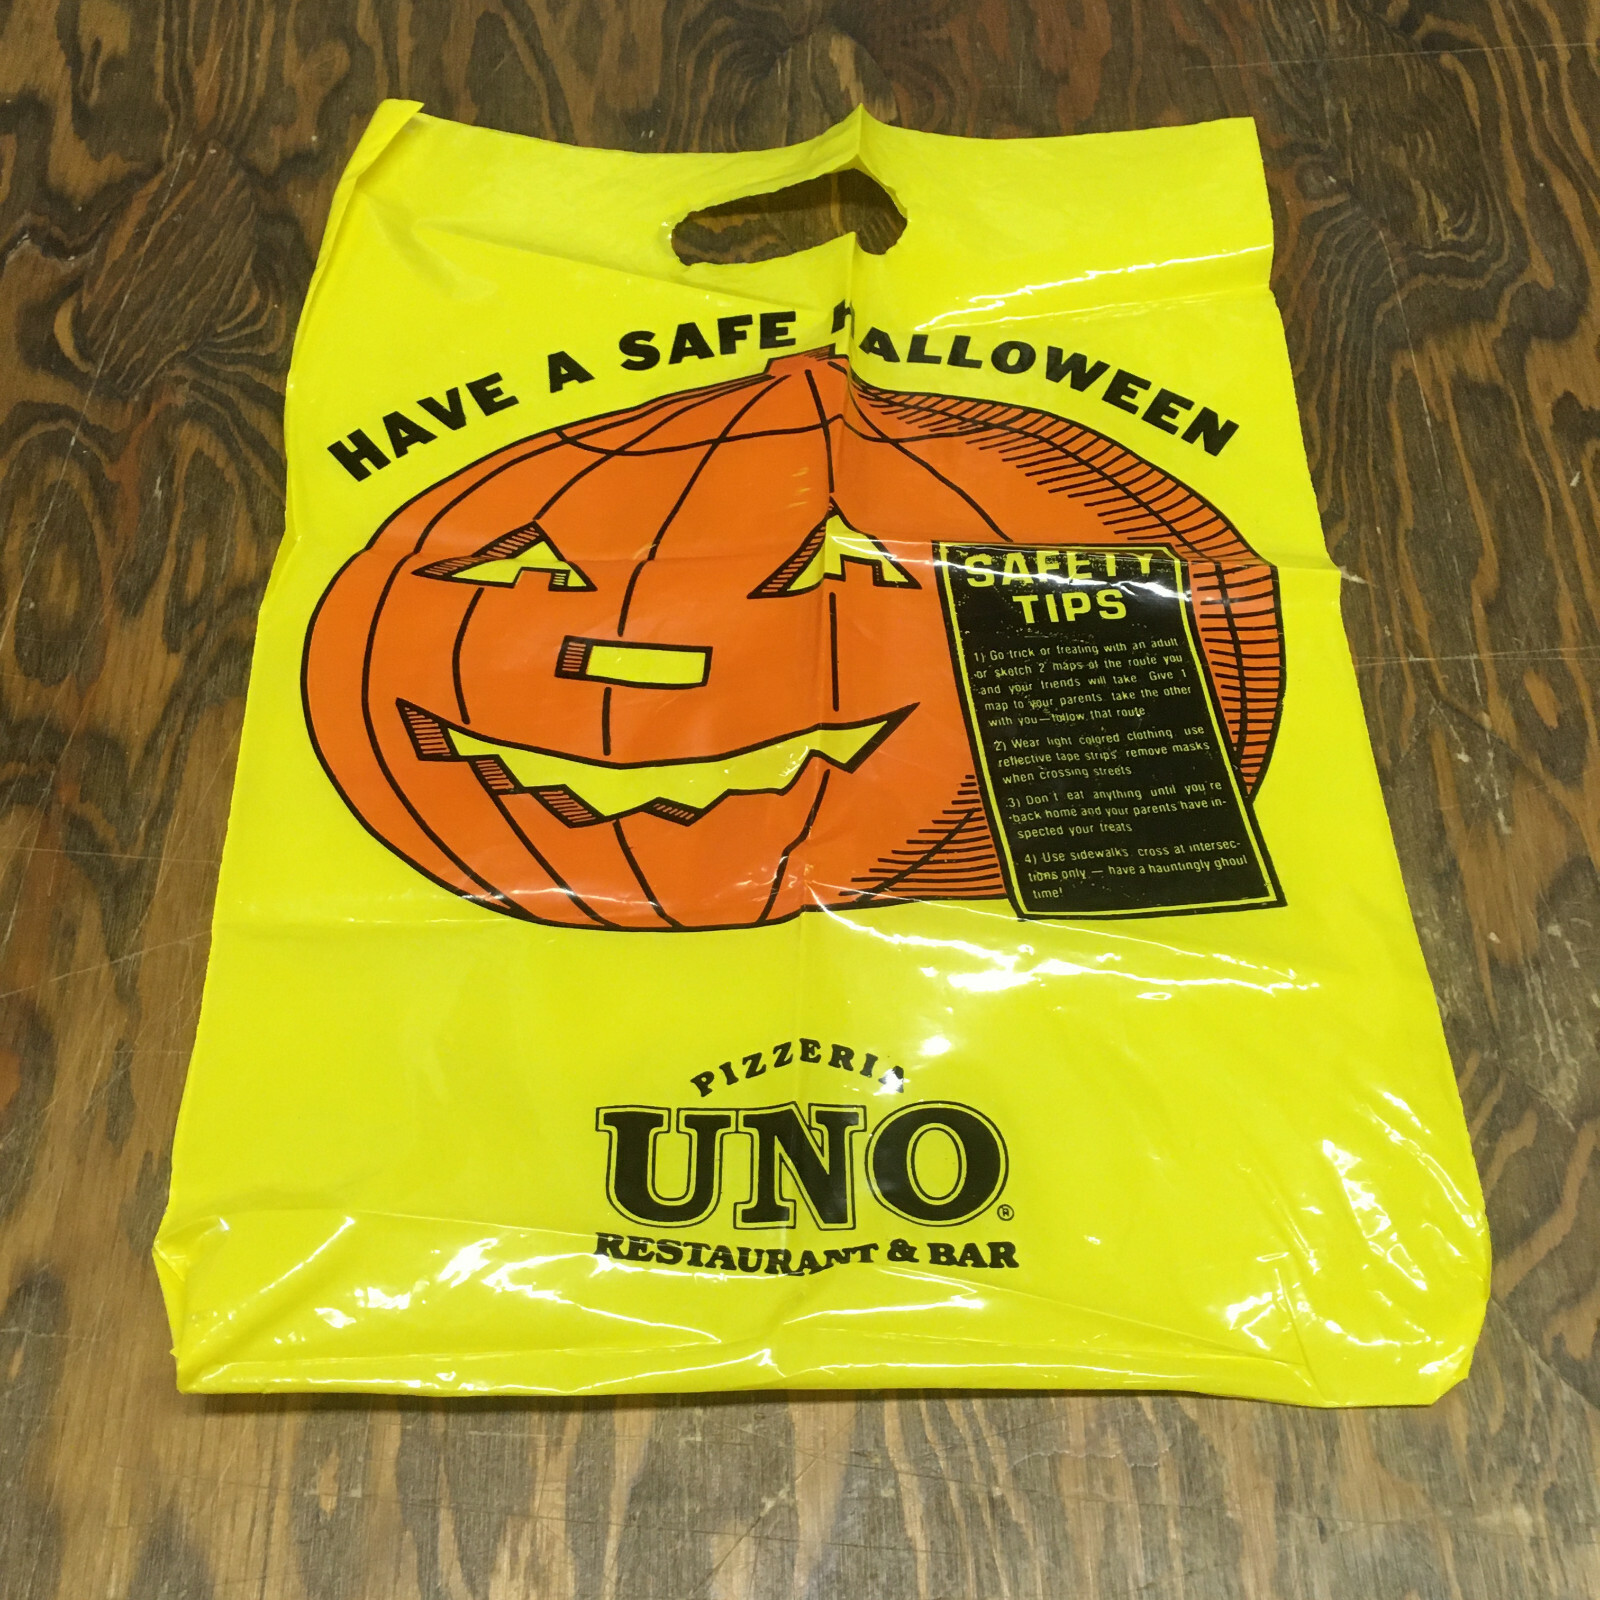 HAVE A SAFE HALLOWEEN
SAFETY
TIPS
1) Go trick or treating with an adult
or sketch 2 maps of the route you
and your friends will take. Give 1
map to your parents, take the other
with you—follow that route.
2) Wear light colored clothing, use
reflective tape strips, remove masks
when crossing streets
3) Don't eat anything until you're
back home and your parents have in-
spected your treats
4) Use sidewalks, cross at intersec-
tions only — have a hauntingly ghoul
time!
PIZZERIA
UNO®
RESTAURANT & BAR